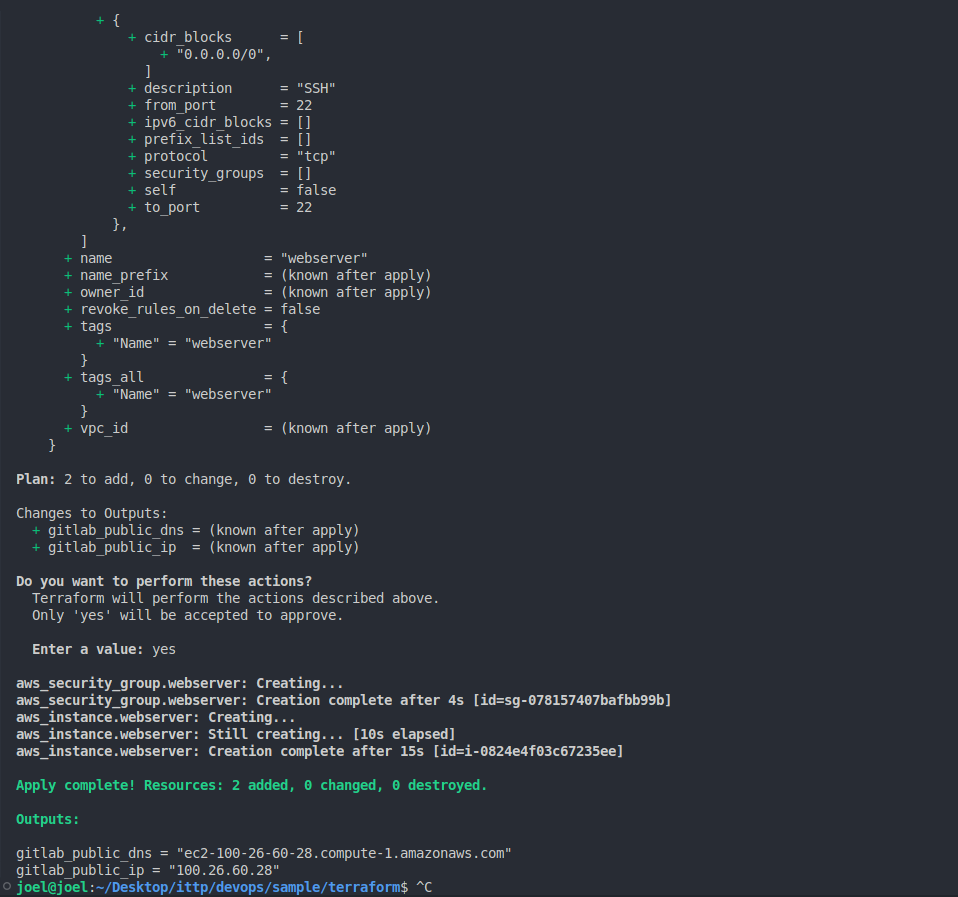 + {
+ cidr_blocks      = [
+ "0.0.0.0/0",
]
+ description      = "SSH"
+ from_port        = 22
+ ipv6_cidr_blocks = []
+ prefix_list_ids  = []
+ protocol         = "tcp"
+ security_groups  = []
+ self             = false
+ to_port          = 22
},
]
+ name                   = "webserver"
+ name_prefix            = (known after apply)
+ owner_id               = (known after apply)
+ revoke_rules_on_delete = false
+ tags                   = {
+ "Name" = "webserver"
}
+ tags_all               = {
+ "Name" = "webserver"
}
+ vpc_id                 = (known after apply)
}
Plan: 2 to add, 0 to change, 0 to destroy.
Changes to Outputs:
+ gitlab_public_dns = (known after apply)
+ gitlab_public_ip  = (known after apply)
Do you want to perform these actions?
Terraform will perform the actions described above.
Only 'yes' will be accepted to approve.
Enter a value: yes
aws_security_group.webserver: Creating...
aws_security_group.webserver: Creation complete after 4s [id=sg-078157407bafbb99b]
aws_instance.webserver: Creating...
aws_instance.webserver: Still creating... [10s elapsed]
aws_instance.webserver: Creation complete after 15s [id=i-0824e4f03c67235ee]
Apply complete! Resources: 2 added, 0 changed, 0 destroyed.
Outputs:
gitlab_public_dns = "ec2-100-26-60-28.compute-1.amazonaws.com"
gitlab_public_ip = "100.26.60.28"
joel@joel:~/Desktop/ittp/devops/sample/terraform$ ^C